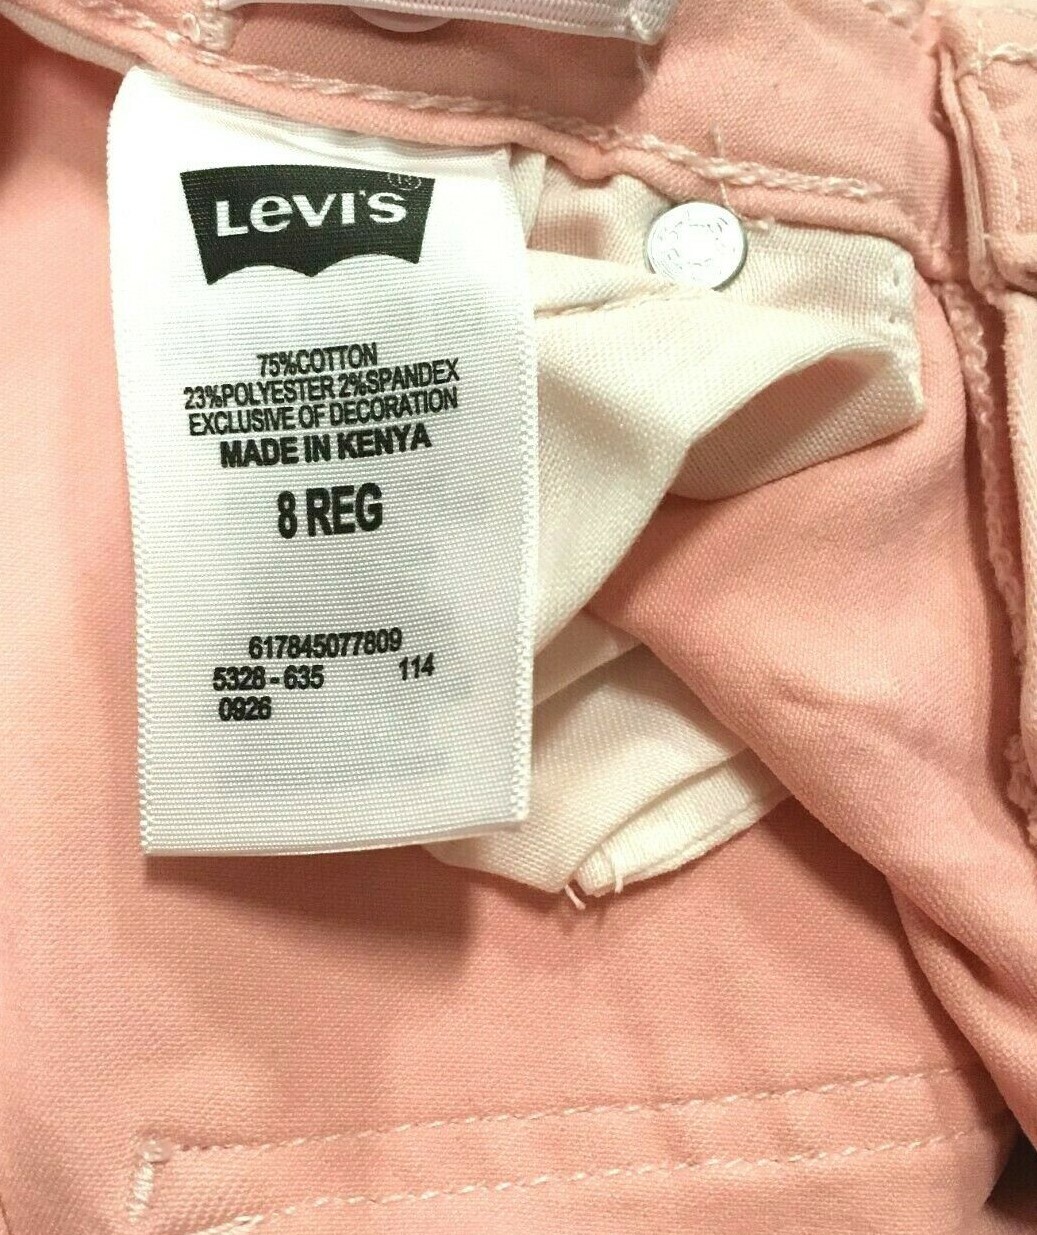 LEVI'S
75%COTTON
23%POLYESTER 2%SPANDEX
EXCLUSIVE OF DECORATION
MADE IN KENYA
8 REG
617845077809
5328-635 114
0926